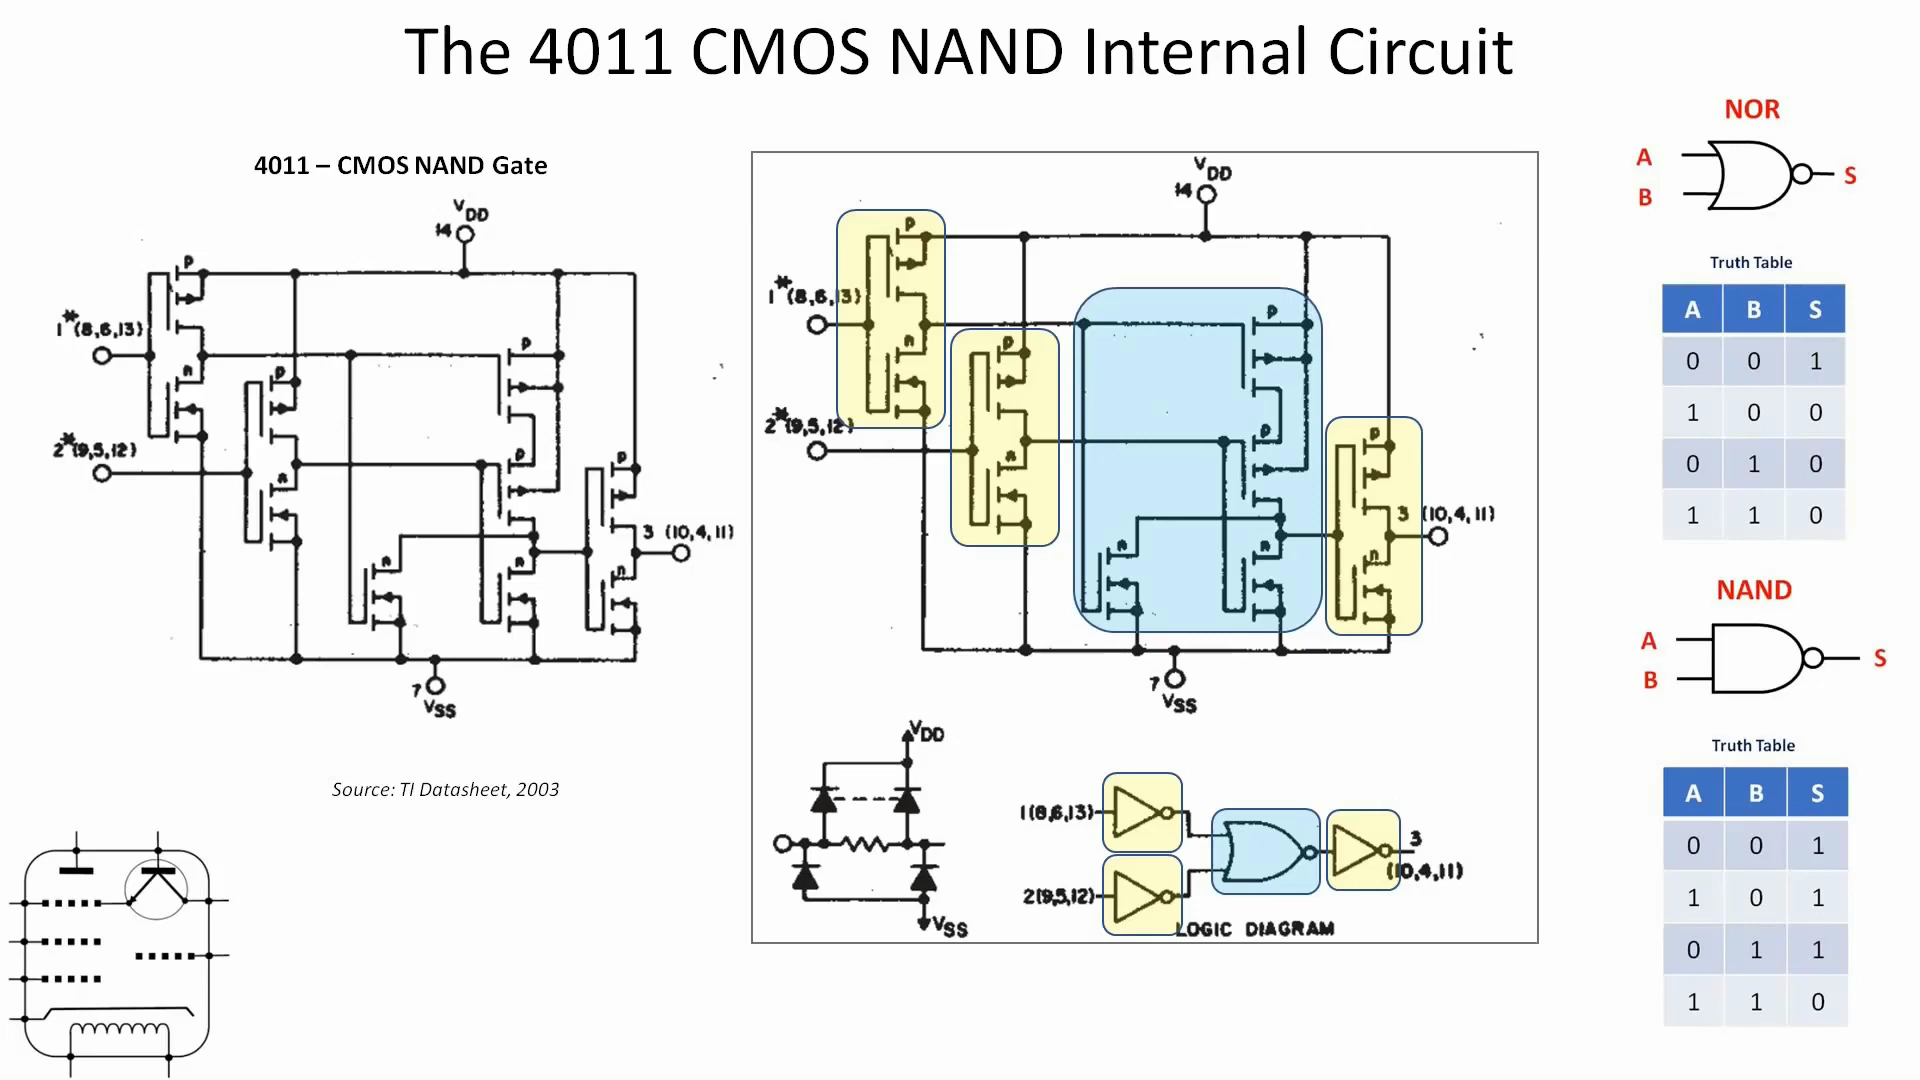 The 4011 CMOS NAND Internal Circuit
4011 – CMOS NAND Gate
VDD
14
p
1*(8,6,13)
n
p
2*(9,5,12)
n
p
p
n
n
p
3 (10,4,11)
n
7
VSS
Source: TI Datasheet, 2003
VDD
14
p
1*(8,6,13)
n
p
2*(9,5,12)
n
p
p
n
n
p
3 (10,4,11)
n
7
VSS
VDD
VSS
1(8,6,13)
2(9,5,12)
3
(10,4,11)
LOGIC DIAGRAM
NOR
A
B
S
Truth Table
A B S
0 0 1
1 0 0
0 1 0
1 1 0
NAND
A
B
S
Truth Table
A B S
0 0 1
1 0 1
0 1 1
1 1 0